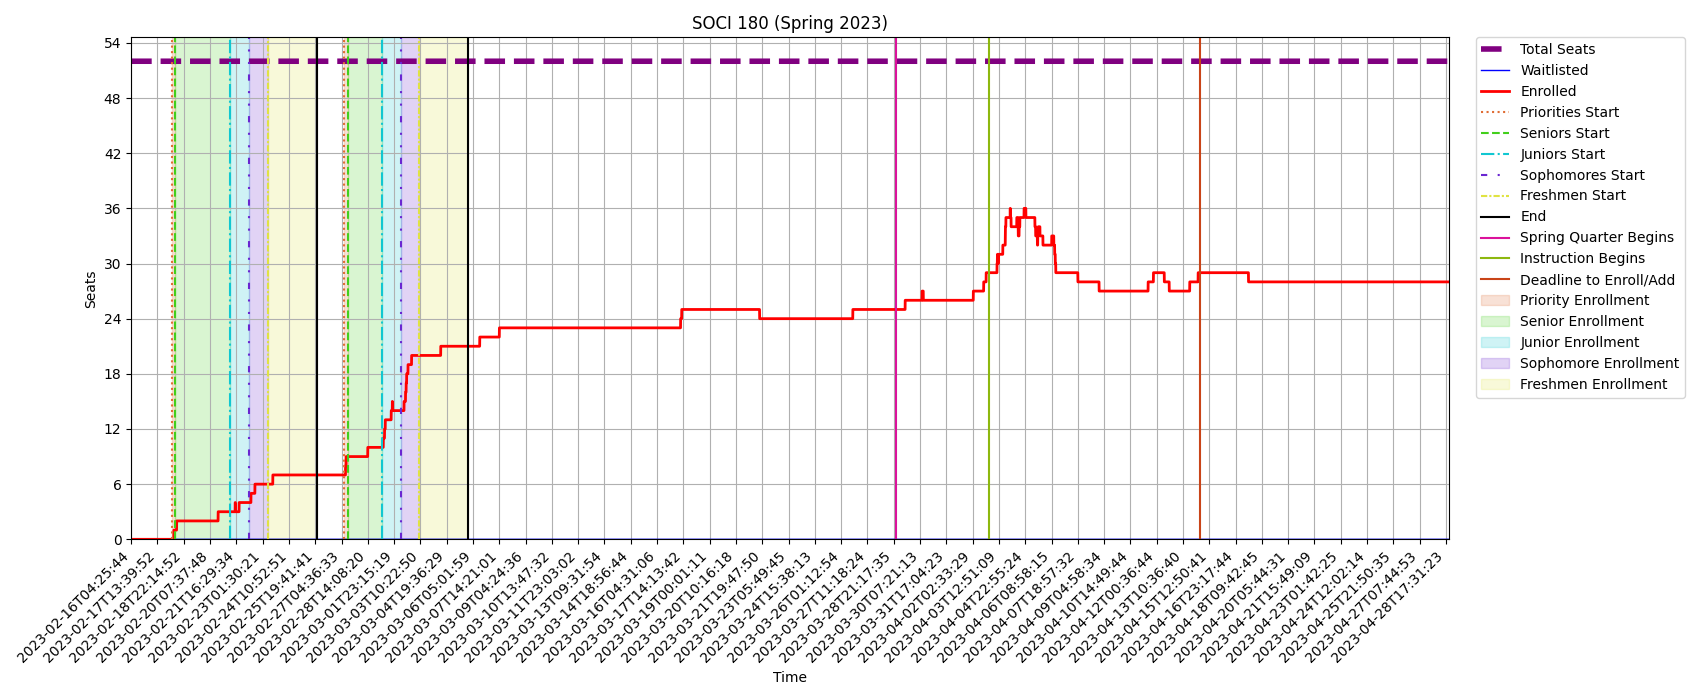 SOCI 180 (Spring 2023)
54
48
42
36
30
24
18
12
6
0
Seats
2023-02-16T04:25:44
2023-02-17T13:39:52
2023-02-18T22:14:52
2023-02-20T07:37:48
2023-02-21T16:29:34
2023-02-23T01:30:21
2023-02-24T10:52:51
2023-02-25T19:41:41
2023-02-27T04:36:33
2023-02-28T14:08:20
2023-03-01T23:15:19
2023-03-03T10:22:50
2023-03-04T19:36:29
2023-03-06T05:01:59
2023-03-07T14:21:01
2023-03-09T04:24:36
2023-03-10T13:47:32
2023-03-11T23:03:02
2023-03-13T09:31:54
2023-03-14T18:56:44
2023-03-16T04:31:06
2023-03-17T14:13:42
2023-03-19T00:01:11
2023-03-20T10:16:18
2023-03-21T19:47:50
2023-03-23T05:49:45
2023-03-24T15:38:13
2023-03-26T01:12:54
2023-03-27T11:18:24
2023-03-28T21:17:35
2023-03-30T07:21:13
2023-03-31T17:04:23
2023-04-02T02:33:29
2023-04-03T12:51:09
2023-04-04T22:55:24
2023-04-06T08:58:15
2023-04-07T18:57:32
2023-04-09T04:58:34
2023-04-10T14:49:44
2023-04-12T00:36:44
2023-04-13T10:36:40
2023-04-15T12:50:41
2023-04-16T23:17:44
2023-04-18T09:42:45
2023-04-20T05:44:31
2023-04-21T15:49:09
2023-04-23T01:42:25
2023-04-24T12:02:14
2023-04-25T21:50:35
2023-04-27T07:44:53
2023-04-28T17:31:23
Time
Total Seats
Waitlisted
Enrolled
Priorities Start
Seniors Start
Juniors Start
Sophomores Start
Freshmen Start
End
Spring Quarter Begins
Instruction Begins
Deadline to Enroll/Add
Priority Enrollment
Senior Enrollment
Junior Enrollment
Sophomore Enrollment
Freshmen Enrollment